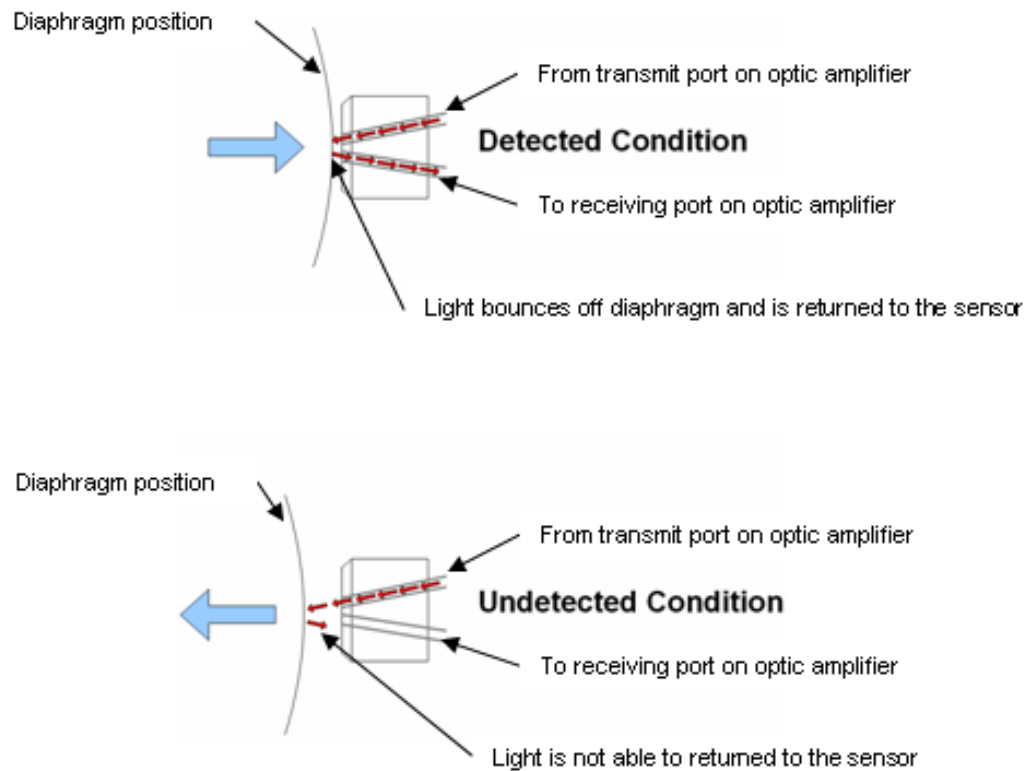 Diaphragm position
From transmit port on optic amplifier
Detected Condition
To receiving port on optic amplifier
Light bounces off diaphragm and is returned to the sensor
Diaphragm position
From transmit port on optic amplifier
Undetected Condition
To receiving port on optic amplifier
Light is not able to returned to the sensor